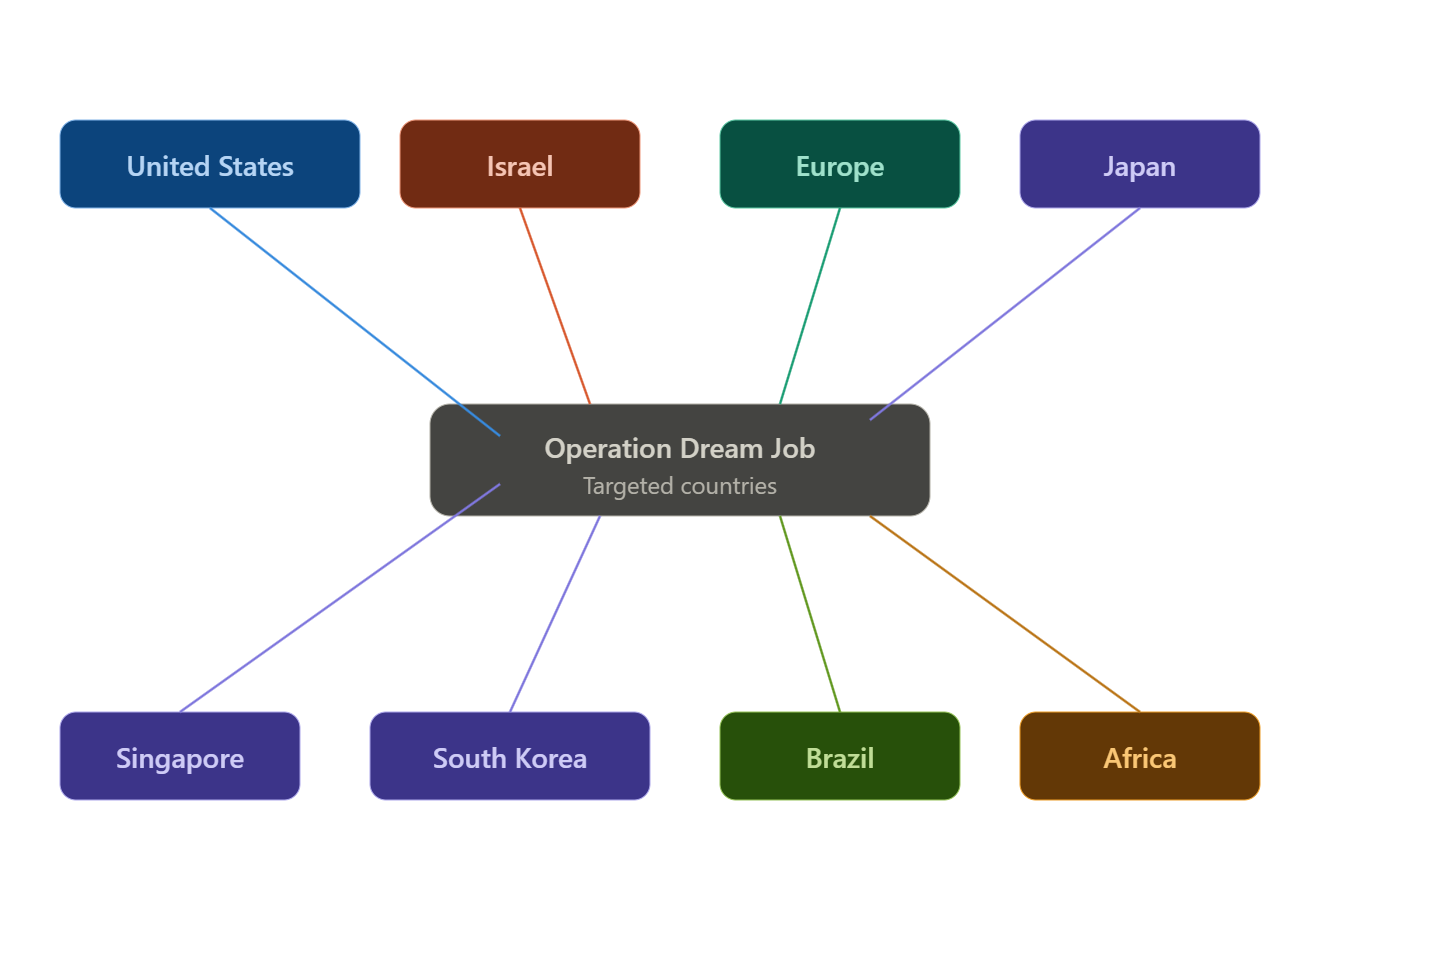 United States
Israel
Europe
Japan
Operation Dream Job
Targeted countries
Singapore
South Korea
Brazil
Africa